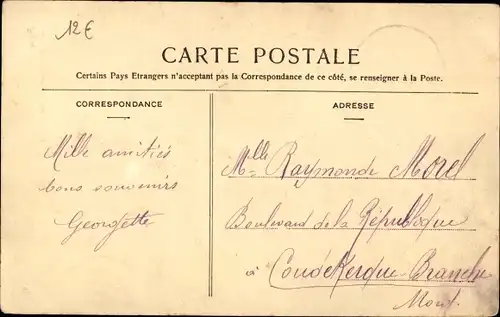 12€
CARTE POSTALE
Certains Pays Etrangers n'acceptant pas la Correspondance de ce côté, se renseigner à la Poste.
CORRESPONDANCE
Mille amitiés
bons souvenirs
Georgette
ADRESSE
Mlle Raymonde Morel
Boulevard de la République
à Coudekerque-Branche
Nord.